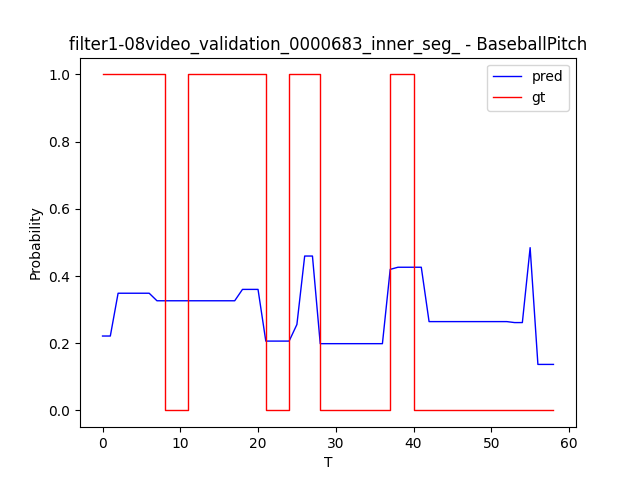 filter1-08video_validation_0000683_inner_seg_ - BaseballPitch
pred
gt
1.0
0.8
0.6
0.4
0.2
0.0
Probability
0 10 20 30 40 50 60
T